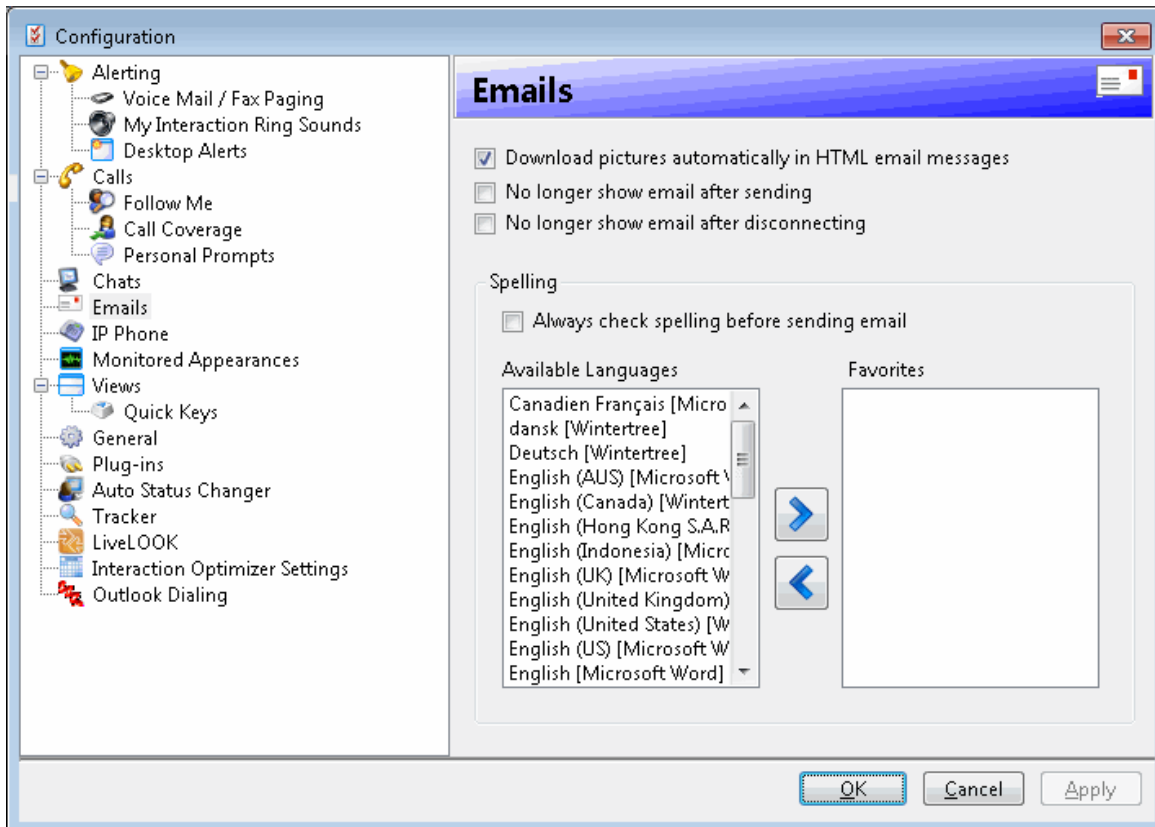 Configuration
Alerting
Voice Mail / Fax Paging
My Interaction Ring Sounds
Desktop Alerts
Calls
Follow Me
Call Coverage
Personal Prompts
Chats
Emails
IP Phone
Monitored Appearances
Views
Quick Keys
General
Plug-ins
Auto Status Changer
Tracker
LiveLOOK
Interaction Optimizer Settings
Outlook Dialing
Emails
Download pictures automatically in HTML email messages
No longer show email after sending
No longer show email after disconnecting
Spelling
Always check spelling before sending email
Available Languages
Canadien Français [Micro
dansk [Wintertree]
Deutsch [Wintertree]
English (AUS) [Microsoft
English (Canada) [Wintert
English (Hong Kong S.A.R
English (Indonesia) [Micro
English (UK) [Microsoft W
English (United Kingdom)
English (United States) [W
English (US) [Microsoft W
English [Microsoft Word]
Favorites
OK
Cancel
Apply